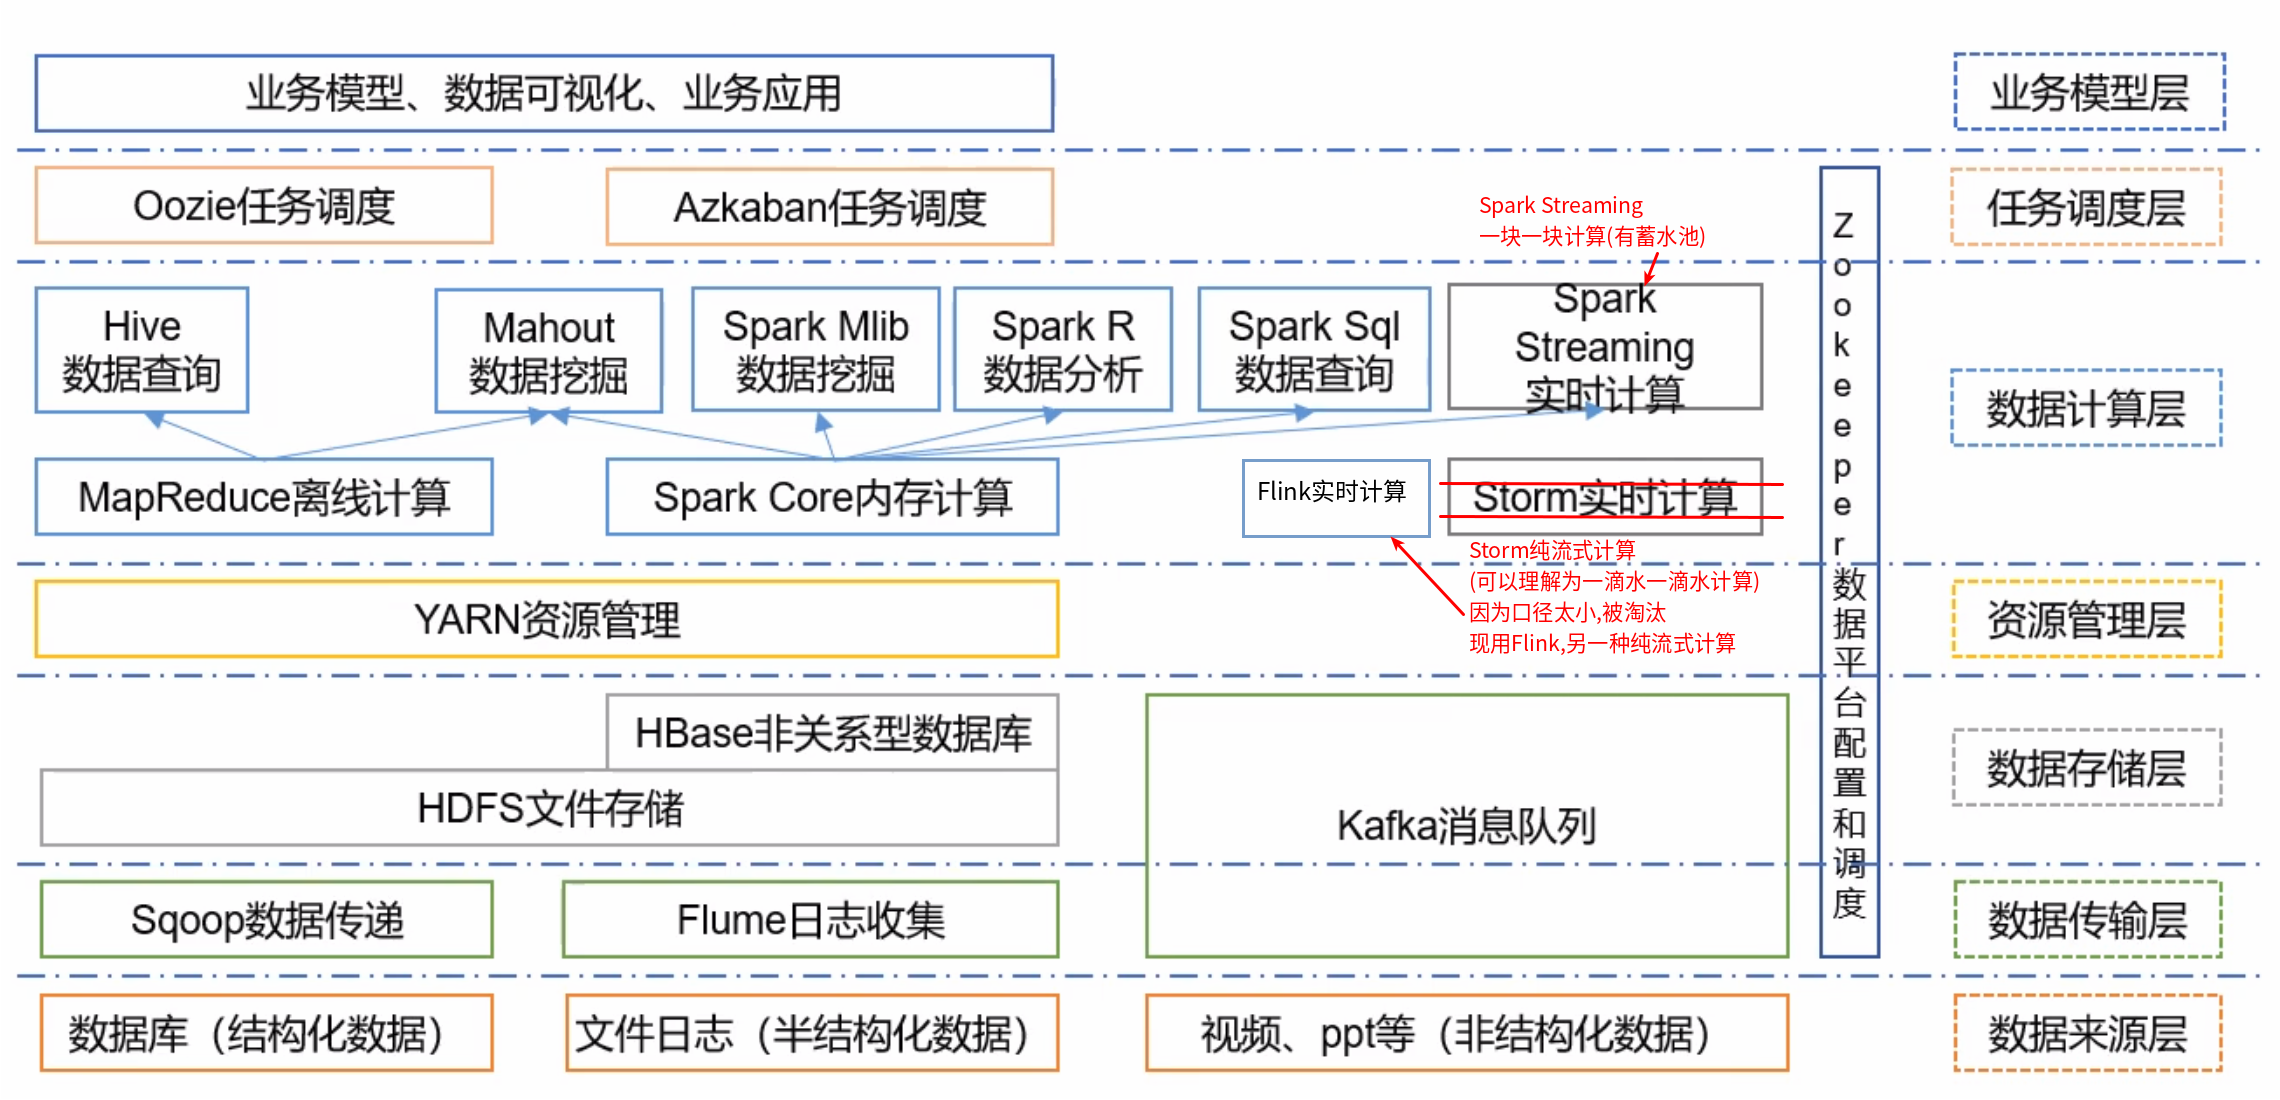 业务模型、数据可视化、业务应用
业务模型层
Oozie任务调度
Azkaban任务调度
任务调度层
Spark Streaming
一块一块计算(有蓄水池)
Hive
数据查询
Mahout
数据挖掘
Spark Mlib
数据挖掘
Spark R
数据分析
Spark Sql
数据查询
Spark
Streaming
实时计算
数据计算层
MapReduce离线计算
Spark Core内存计算
Flink实时计算
Storm实时计算
Storm纯流式计算
(可以理解为一滴水一滴水计算)
因为口径太小,被淘汰
现用Flink,另一种纯流式计算
YARN资源管理
资源管理层
HBase非关系型数据库
HDFS文件存储
Kafka消息队列
数据存储层
Sqoop数据传递
Flume日志收集
数据传输层
Zookeeper数据平台配置和调度
数据库（结构化数据）
文件日志（半结构化数据）
视频、ppt等（非结构化数据）
数据来源层